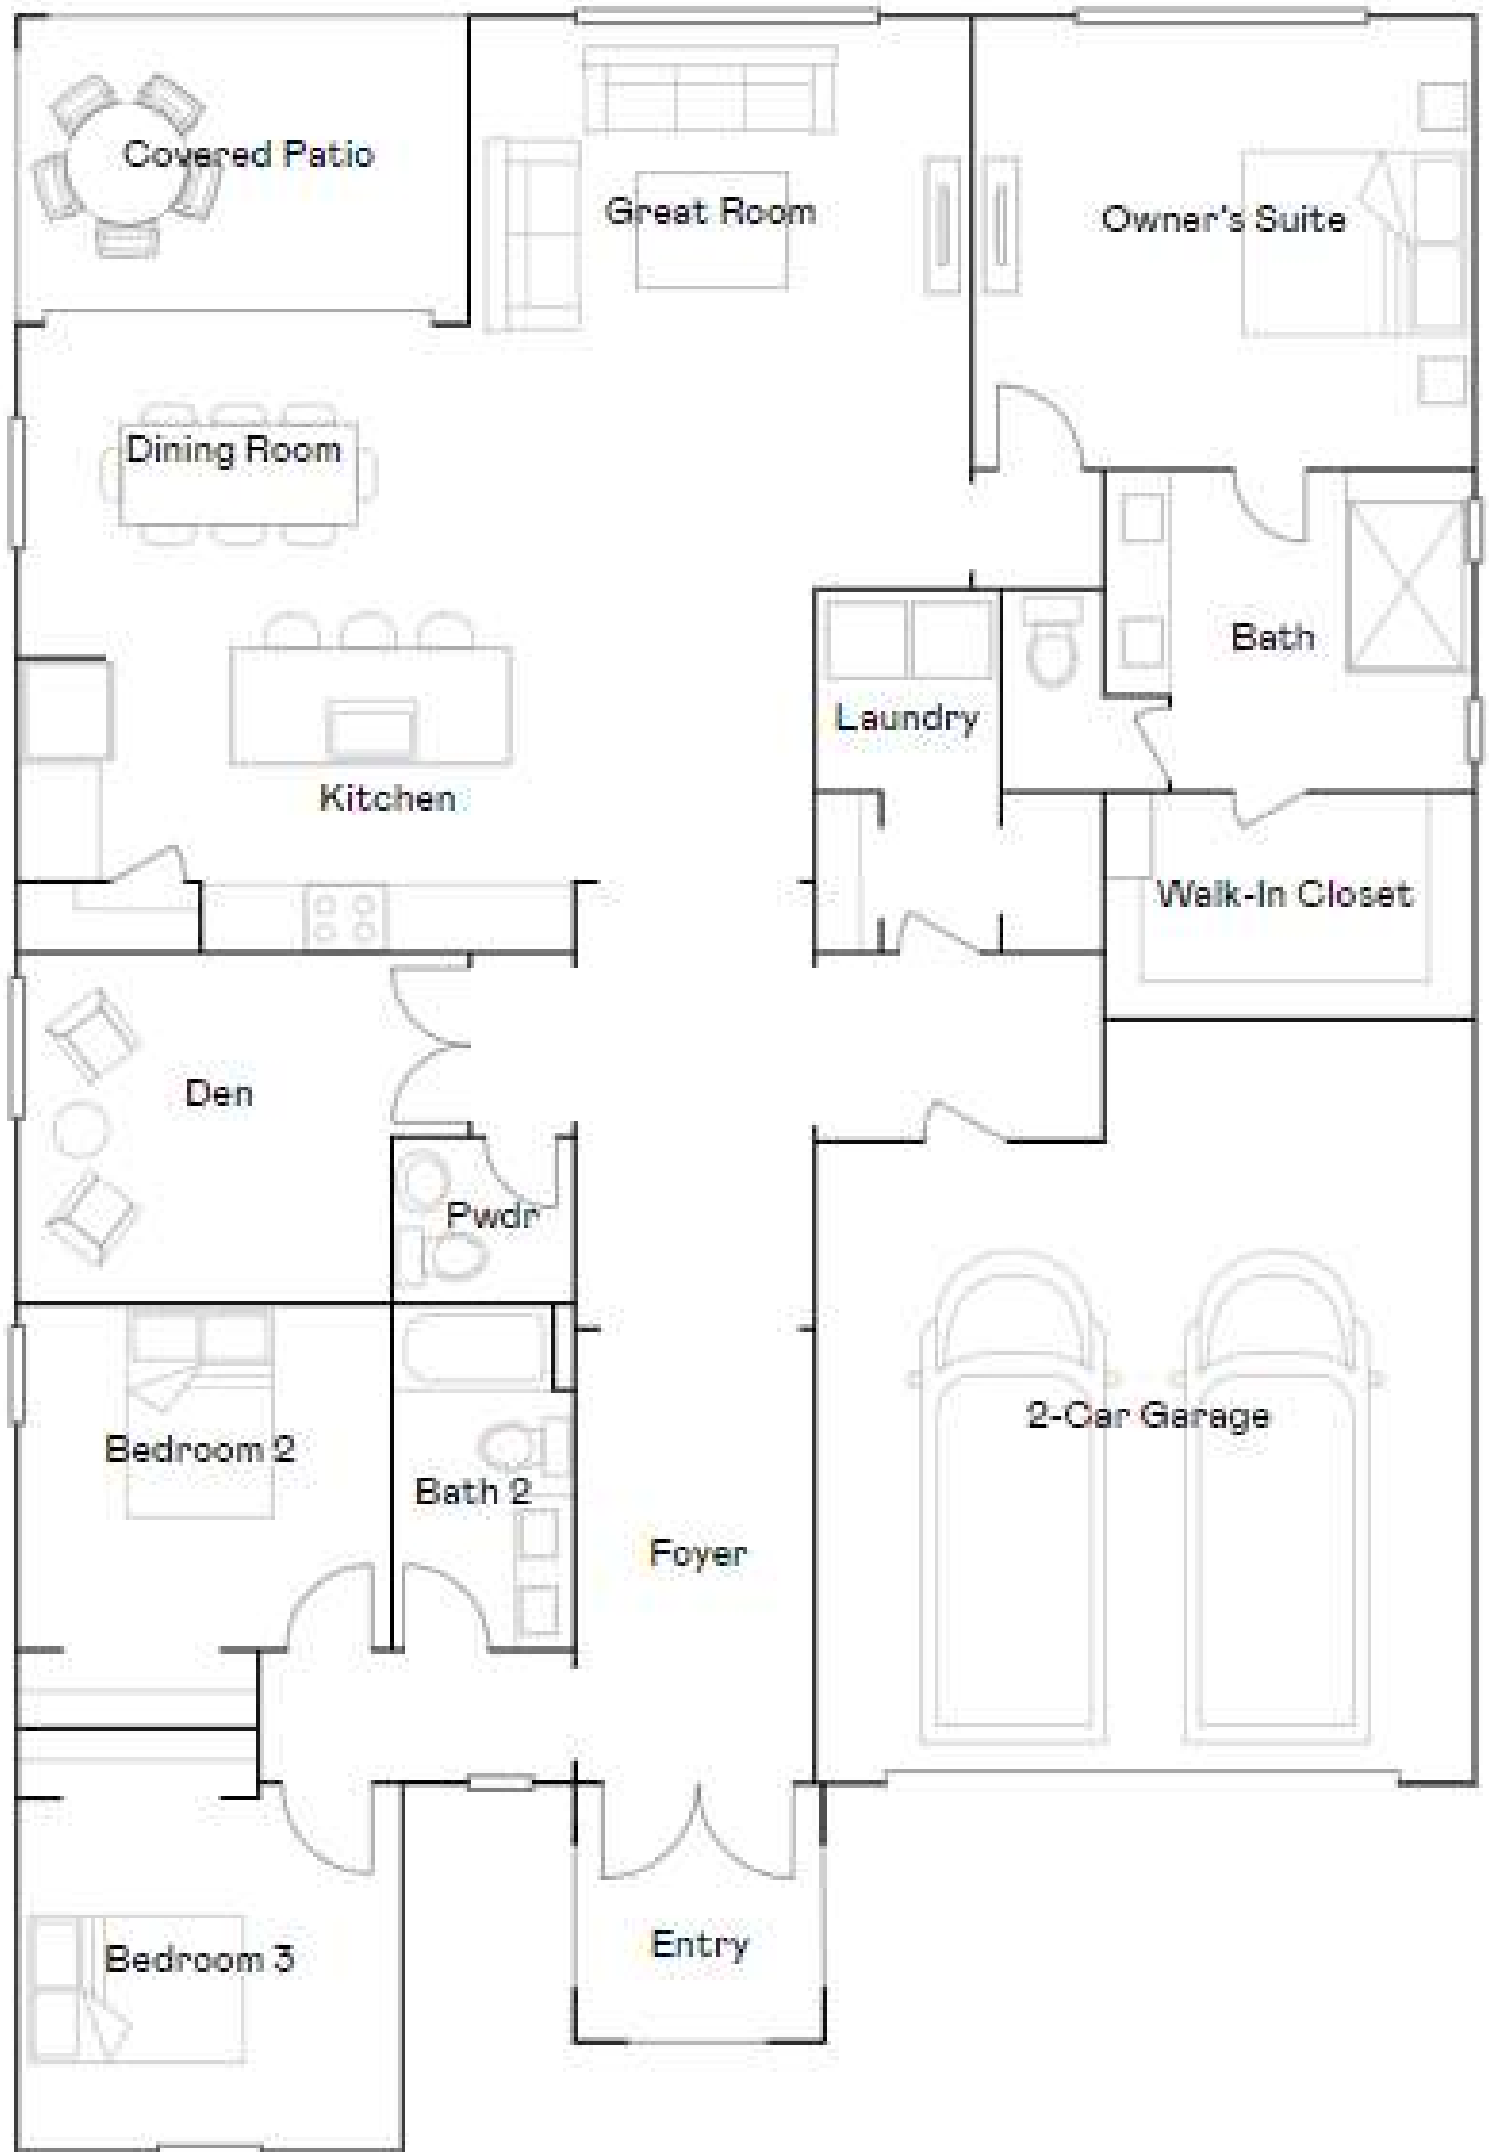 Covered Patio
Great Room
Owner's Suite
Dining Room
Bath
Laundry
Kitchen
Walk-In Closet
Den
Pwdr
2-Car Garage
Bedroom 2
Bath 2
Foyer
Entry
Bedroom 3